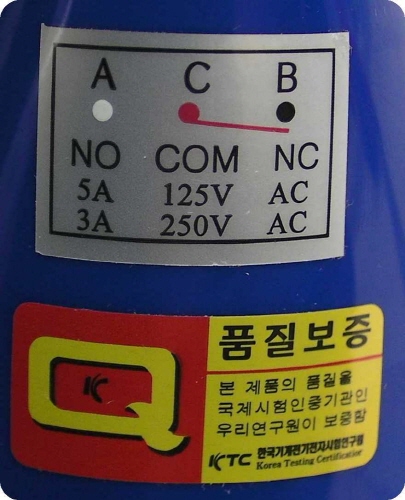 A C B
NO COM NC
5A 125V AC
3A 250V AC
품질보증
본 제품의 품질을
국제시험인중기관인
우리연구원이 보중함
KTC 한국기계전기전자시험연구원
Korea Testing Certification